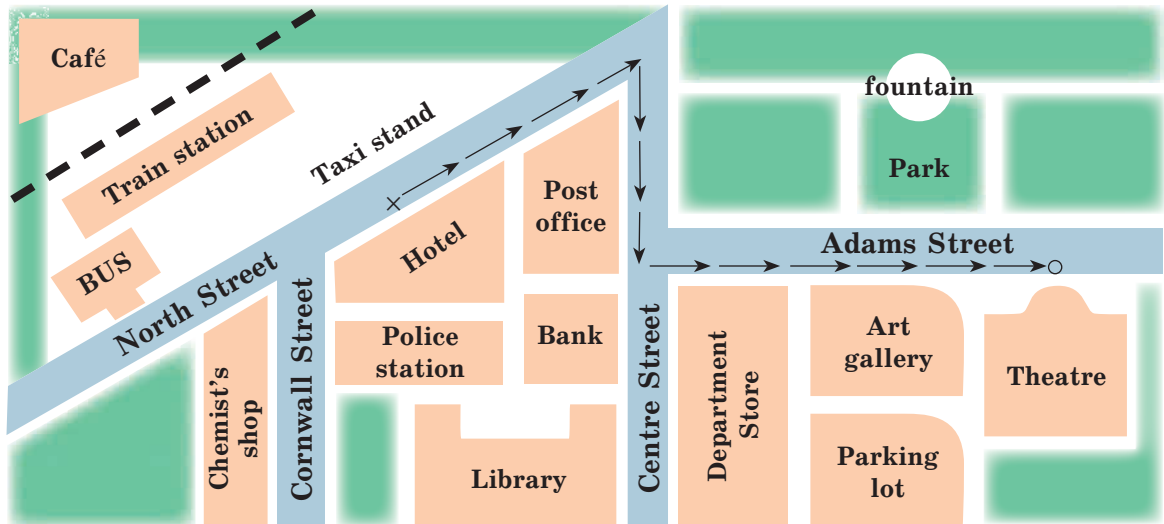 Café
Train station
Taxi stand
fountain
Park
BUS
North Street
Hotel
Post
office
Adams Street
Chemist's
shop
Cornwall Street
Police
station
Bank
Library
Centre Street
Department
Store
Art
gallery
Theatre
Parking
lot